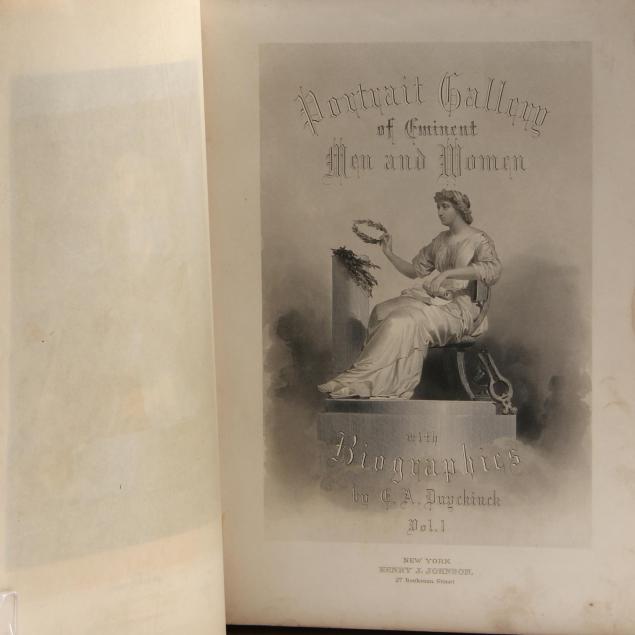 Portrait Gallery
of Eminent
Men and Women
with
Biographies
by E. A. Duyckinck
Vol. 1
NEW YORK
HENRY J. JOHNSON,
27 Beekman Street